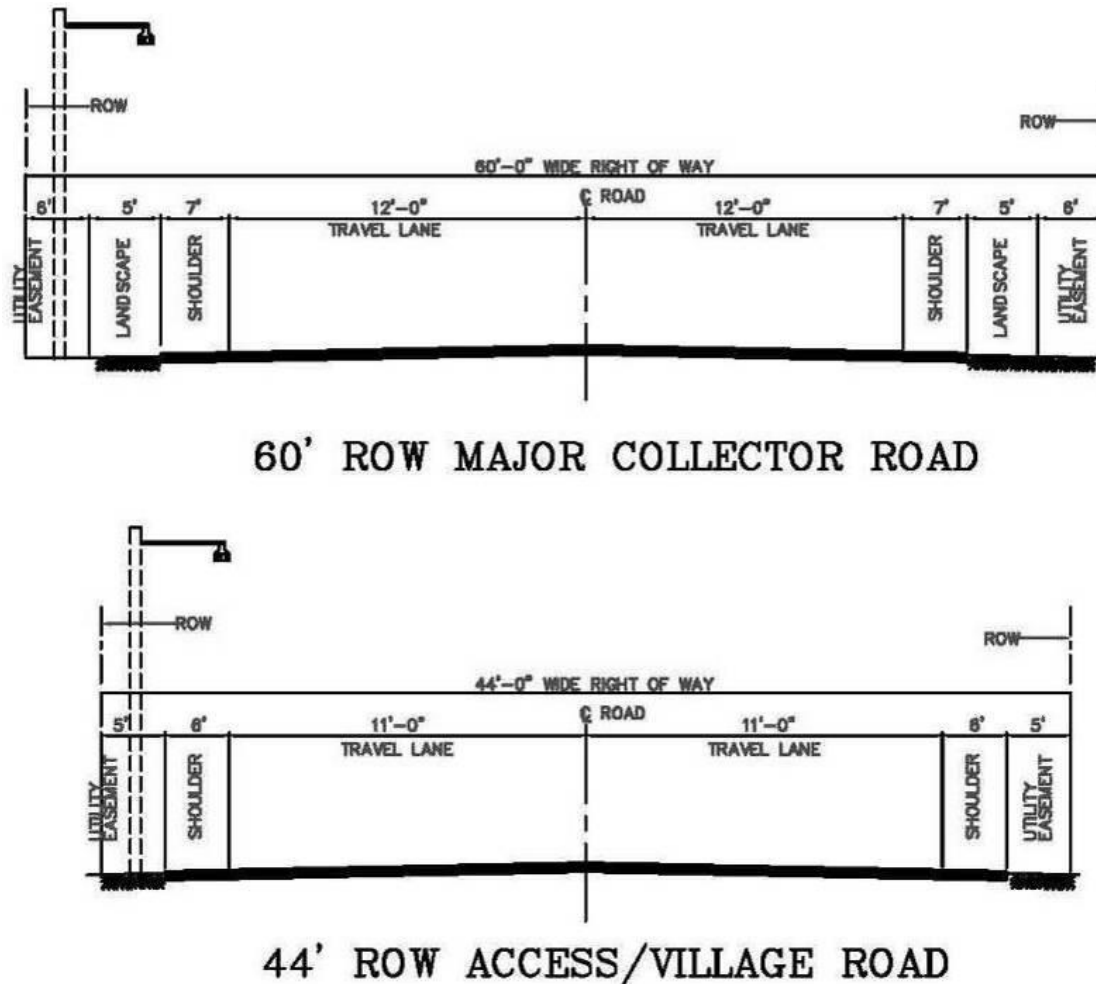 ROW
ROW
60'-0" WIDE RIGHT OF WAY
℄ ROAD
6' 5' 7' 12'-0" 12'-0" 7' 5' 6'
TRAVEL LANE TRAVEL LANE
UTILITY
EASEMENT
LANDSCAPE
SHOULDER
SHOULDER
LANDSCAPE
UTILITY
EASEMENT
60' ROW MAJOR COLLECTOR ROAD
ROW
ROW
44'-0" WIDE RIGHT OF WAY
℄ ROAD
5' 6' 11'-0" 11'-0" 6' 5'
TRAVEL LANE TRAVEL LANE
UTILITY
EASEMENT
SHOULDER
SHOULDER
UTILITY
EASEMENT
44' ROW ACCESS/VILLAGE ROAD